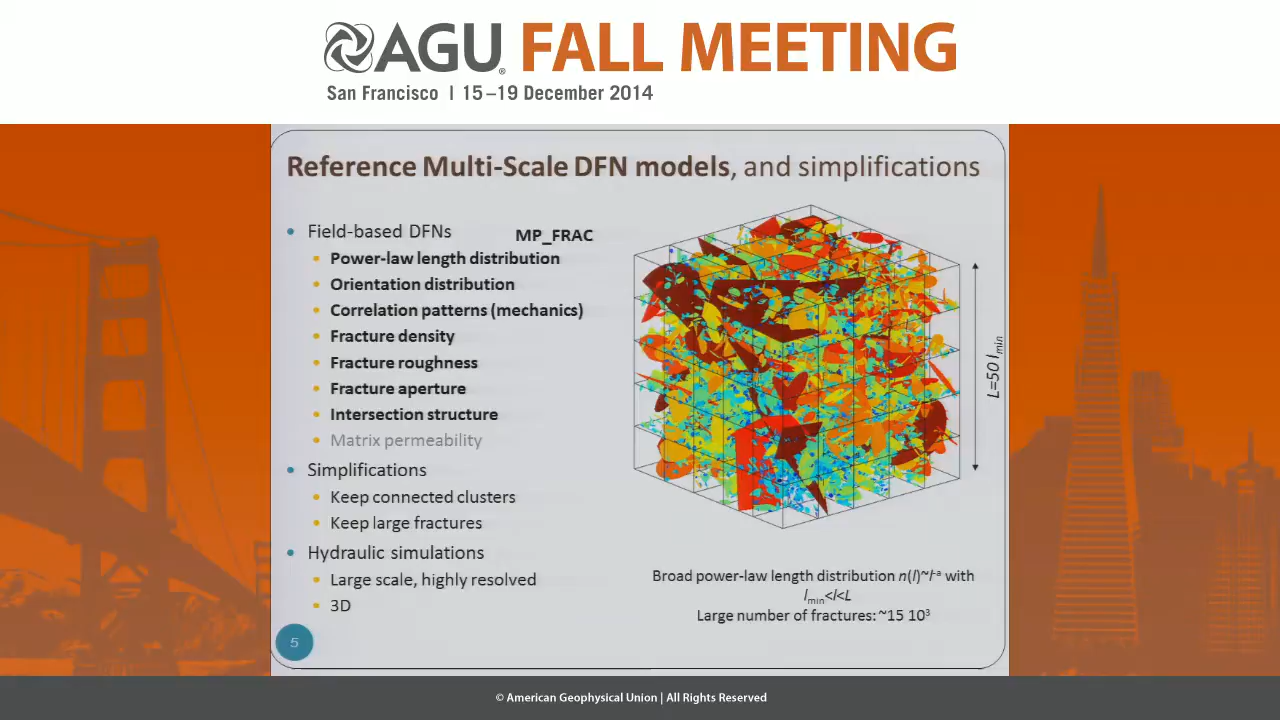 AGU FALL MEETING
San Francisco | 15–19 December 2014
Reference Multi-Scale DFN models, and simplifications
• Field-based DFNs
MP_FRAC
• Power-law length distribution
• Orientation distribution
• Correlation patterns (mechanics)
• Fracture density
• Fracture roughness
• Fracture aperture
• Intersection structure
• Matrix permeability
• Simplifications
• Keep connected clusters
• Keep large fractures
• Hydraulic simulations
• Large scale, highly resolved
• 3D
L=50 lmin
Broad power-law length distribution n(l)~l-a with
lmin<l<L
Large number of fractures: ~15 10³
5
© American Geophysical Union | All Rights Reserved